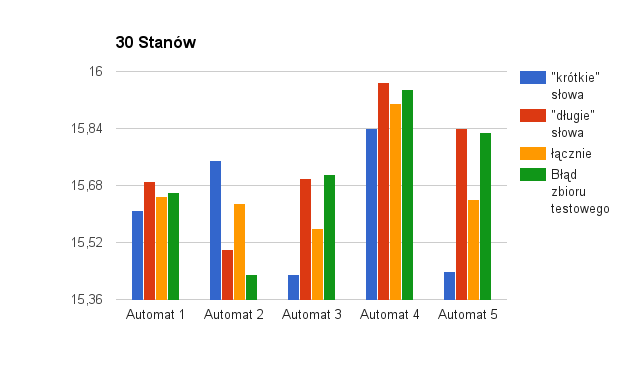 30 Stanów
16
15,84
15,68
15,52
15,36
Automat 1
Automat 2
Automat 3
Automat 4
Automat 5
"krótkie"
słowa
"długie"
słowa
łącznie
Błąd
zbioru
testowego